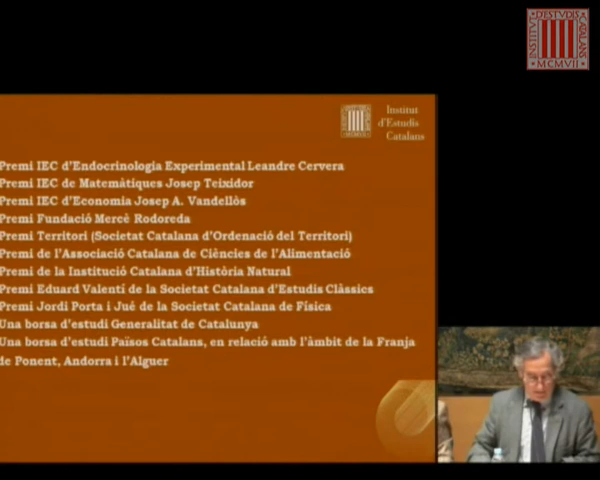 INSTITVT D'ESTVDIS CATALANS
MCMVII
Institut
d'Estudis
Catalans
Premi IEC d'Endocrinologia Experimental Leandre Cervera
Premi IEC de Matemàtiques Josep Teixidor
Premi IEC d'Economia Josep A. Vandellòs
Premi Fundació Mercè Rodoreda
Premi Territori (Societat Catalana d'Ordenació del Territori)
Premi de l'Associació Catalana de Ciències de l'Alimentació
Premi de la Institució Catalana d'Història Natural
Premi Eduard Valentí de la Societat Catalana d'Estudis Clàssics
Premi Jordi Porta i Jué de la Societat Catalana de Física
Una borsa d'estudi Generalitat de Catalunya
Una borsa d'estudi Països Catalans, en relació amb l'àmbit de la Franja
de Ponent, Andorra i l'Alguer